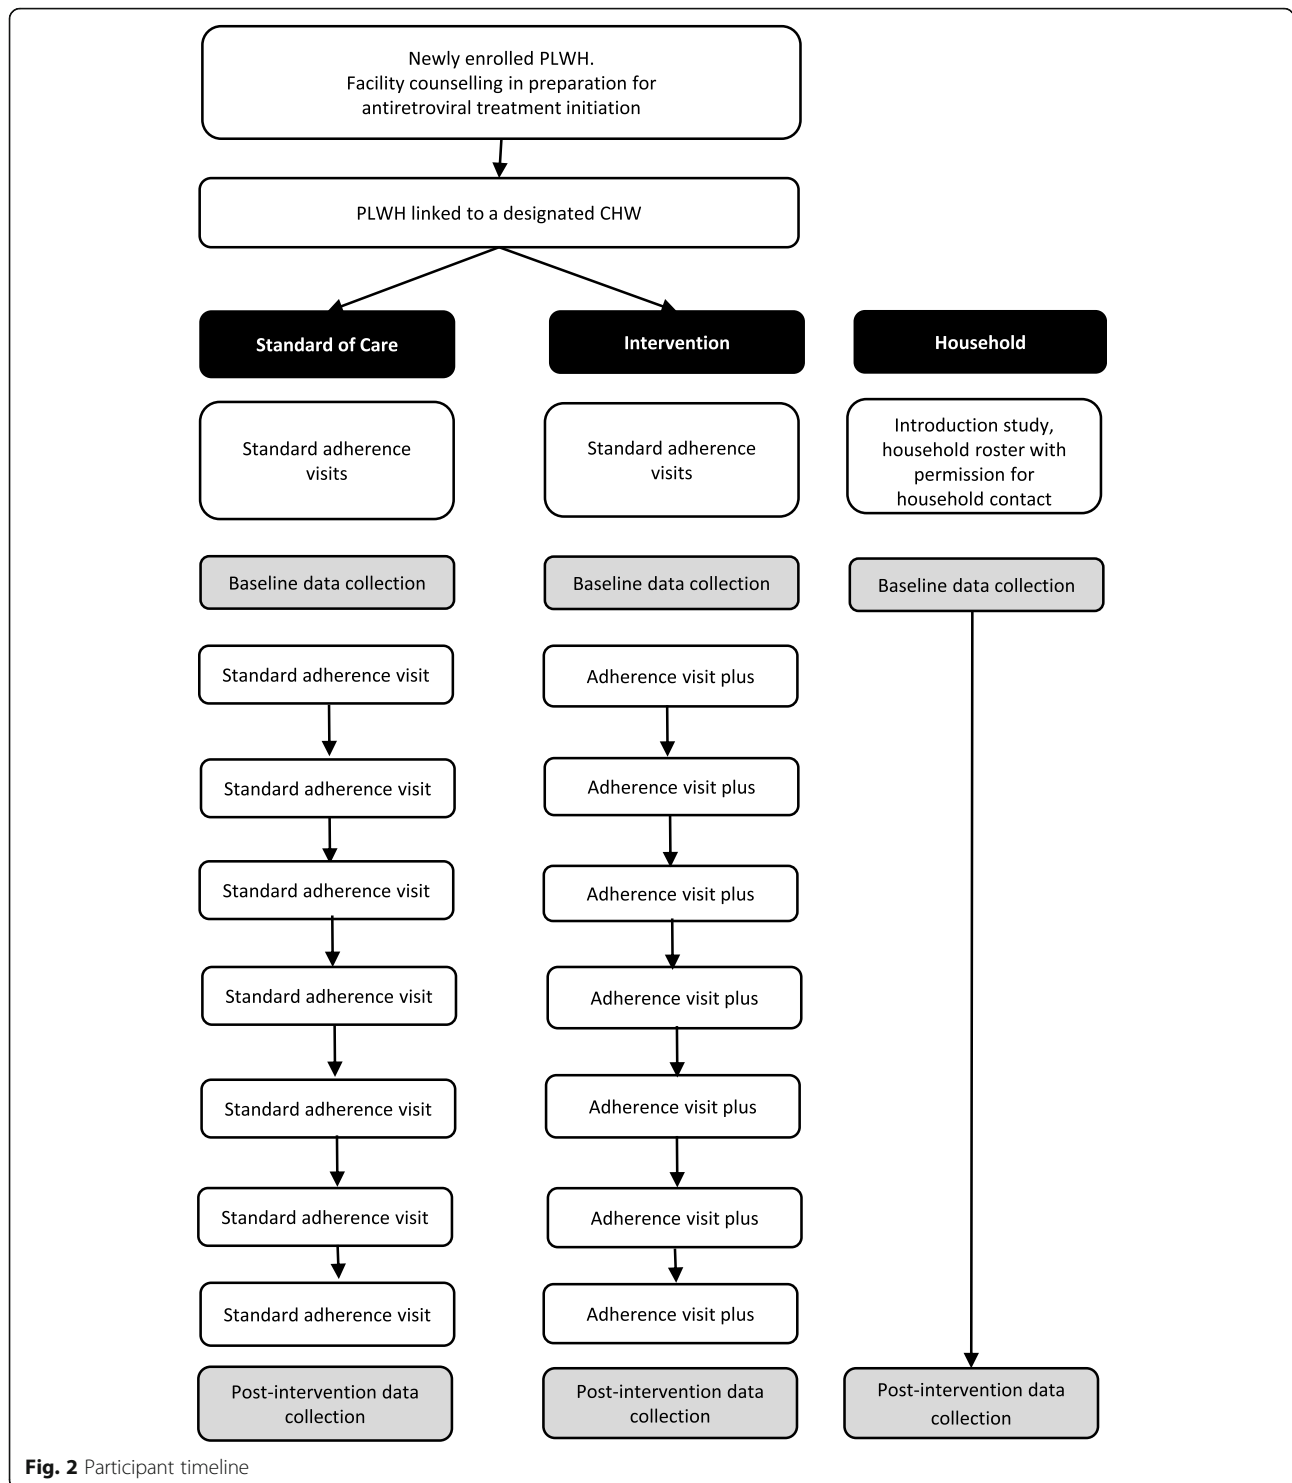 Newly enrolled PLWH.
Facility counselling in preparation for
antiretroviral treatment initiation
PLWH linked to a designated CHW
Standard of Care
Intervention
Household
Standard adherence
visits
Standard adherence
visits
Introduction study,
household roster with
permission for
household contact
Baseline data collection
Baseline data collection
Baseline data collection
Standard adherence visit
Adherence visit plus
Standard adherence visit
Adherence visit plus
Standard adherence visit
Adherence visit plus
Standard adherence visit
Adherence visit plus
Standard adherence visit
Adherence visit plus
Standard adherence visit
Adherence visit plus
Standard adherence visit
Adherence visit plus
Post-intervention data
collection
Post-intervention data
collection
Post-intervention data
collection
Fig. 2 Participant timeline